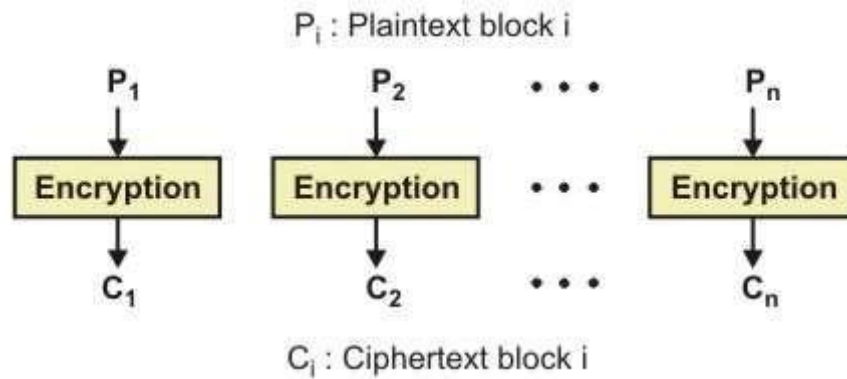 Pᵢ : Plaintext block i
P₁ P₂ • • • Pₙ
Encryption Encryption • • • Encryption
C₁ C₂ • • • Cₙ
Cᵢ : Ciphertext block i